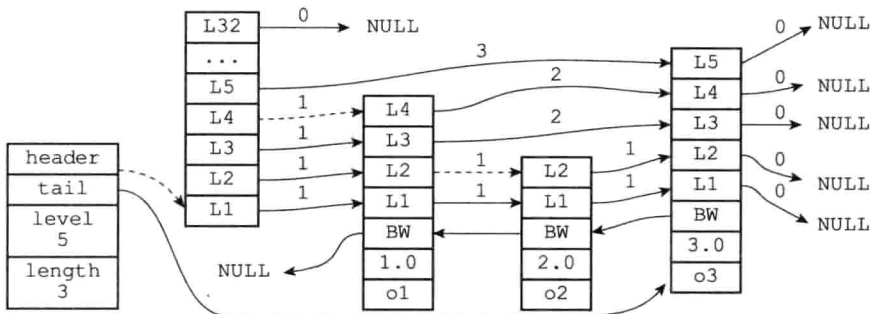 header
tail
level
5
length
3
L32
...
L5
L4
L3
L2
L1
0
NULL
3
1
1
1
1
L4
L3
L2
L1
BW
1.0
o1
NULL
2
2
1
1
L2
L1
BW
2.0
o2
1
1
L5
L4
L3
L2
L1
BW
3.0
o3
0
NULL
0
NULL
0
NULL
0
NULL
0
NULL